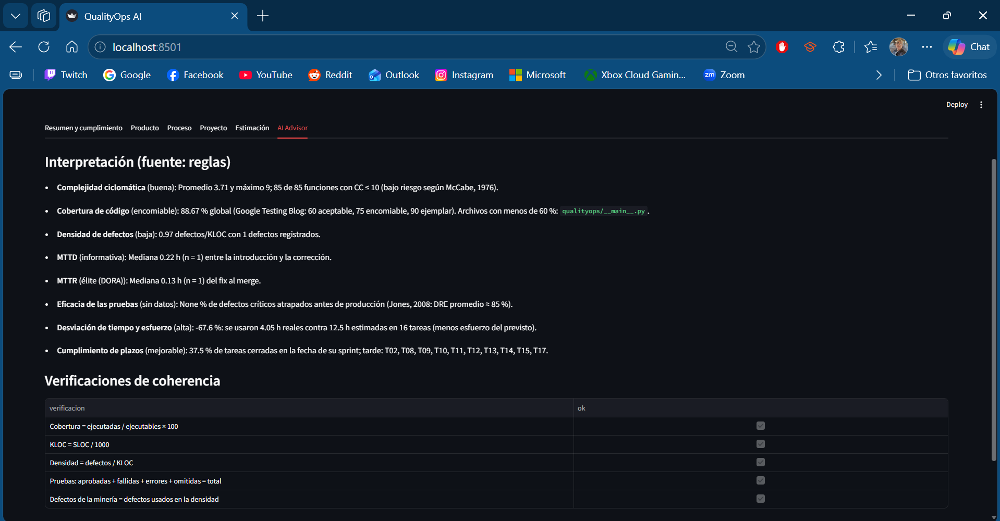 QualityOps AI
localhost:8501
Chat
Twitch
Google
Facebook
YouTube
Reddit
Outlook
Instagram
Microsoft
Xbox Cloud Gamin...
zm Zoom
Otros favoritos
Deploy
Resumen y cumplimiento Producto Proceso Proyecto Estimación AI Advisor
Interpretación (fuente: reglas)
• Complejidad ciclomática (buena): Promedio 3.71 y máximo 9; 85 de 85 funciones con CC ≤ 10 (bajo riesgo según McCabe, 1976).
• Cobertura de código (encomiable): 88.67 % global (Google Testing Blog: 60 aceptable, 75 encomiable, 90 ejemplar). Archivos con menos de 60 %: qualityops/__main__.py .
• Densidad de defectos (baja): 0.97 defectos/KLOC con 1 defectos registrados.
• MTTD (informativa): Mediana 0.22 h (n = 1) entre la introducción y la corrección.
• MTTR (élite (DORA)): Mediana 0.13 h (n = 1) del fix al merge.
• Eficacia de las pruebas (sin datos): None % de defectos críticos atrapados antes de producción (Jones, 2008: DRE promedio ≈ 85 %).
• Desviación de tiempo y esfuerzo (alta): -67.6 %: se usaron 4.05 h reales contra 12.5 h estimadas en 16 tareas (menos esfuerzo del previsto).
• Cumplimiento de plazos (mejorable): 37.5 % de tareas cerradas en la fecha de su sprint; tarde: T02, T08, T09, T10, T11, T12, T13, T14, T15, T17.
Verificaciones de coherencia
verificacion ok
Cobertura = ejecutadas / ejecutables × 100
KLOC = SLOC / 1000
Densidad = defectos / KLOC
Pruebas: aprobadas + fallidas + errores + omitidas = total
Defectos de la minería = defectos usados en la densidad